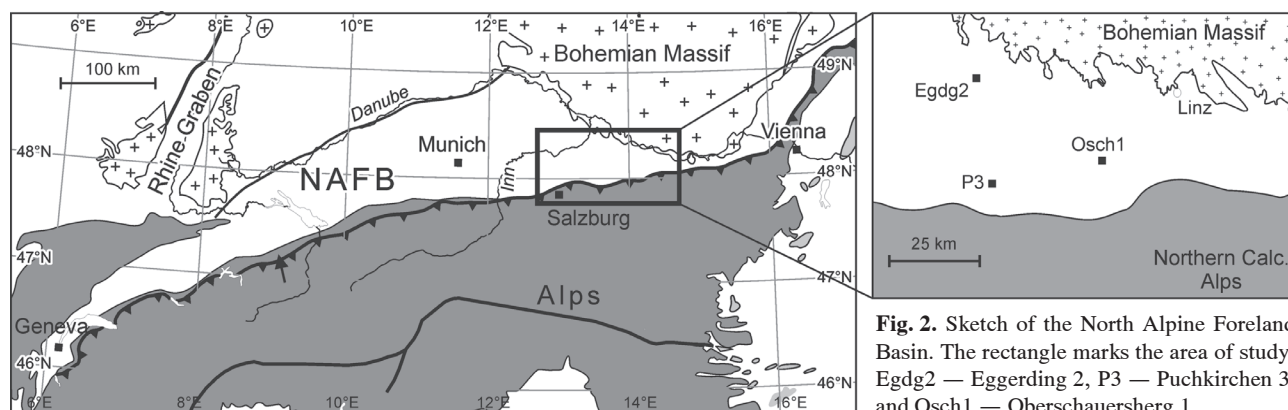 6°E 8°E 10°E 12°E 14°E 16°E
100 km
Bohemian Massif
49°N
Rhine-Graben
Danube
Munich
Vienna
48°N
NAFB
Inn
48°N
Salzburg
47°N
47°N
Alps
Geneva
46°N
46°N
6°E 8°E 10°E 12°E 14°E 16°E
Bohemian Massif
Egdg2
Linz
Osch1
P3
25 km
Northern Calc.
Alps
Fig. 2. Sketch of the North Alpine Foreland
Basin. The rectangle marks the area of study
Egdg2 — Eggerding 2, P3 — Puchkirchen 3
and Osch1 — Oberschauersberg 1